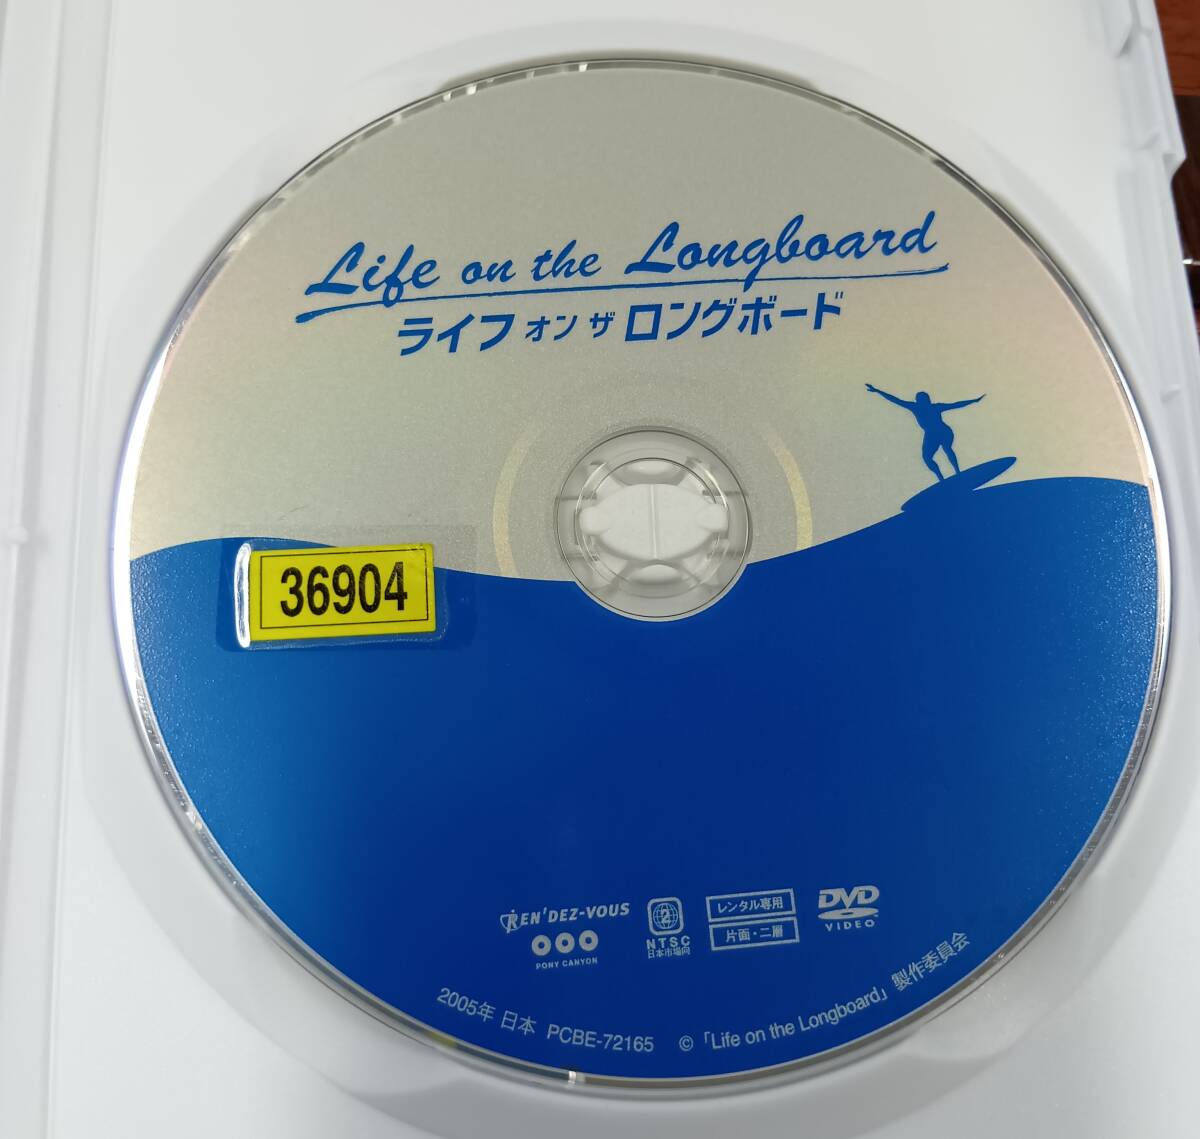 Life on the Longboard
ライフ オン ザ ロングボード
36904
REN'DEZ-VOUS
PONY CANYON
2
NTSC
日本市場向
レンタル専用
片面・二層
DVD
VIDEO
2005年 日本 PCBE-72165 ©「Life on the Longboard」製作委員会